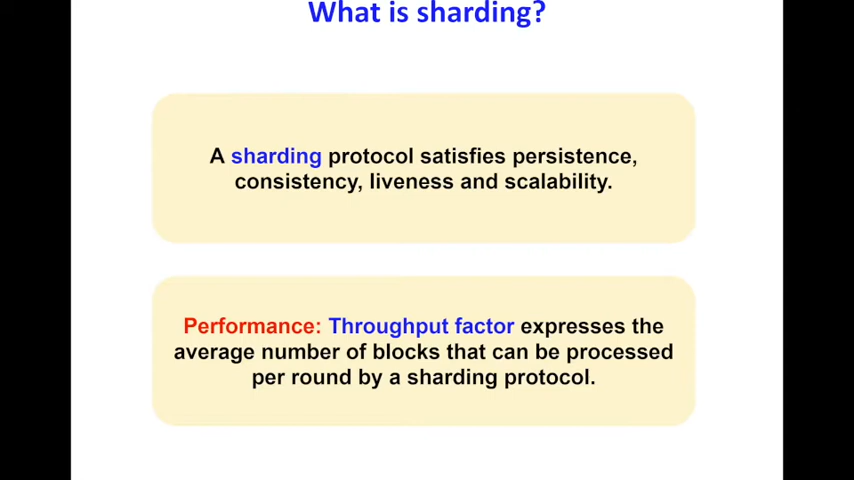 What is sharding?
A sharding protocol satisfies persistence,
consistency, liveness and scalability.
Performance: Throughput factor expresses the
average number of blocks that can be processed
per round by a sharding protocol.